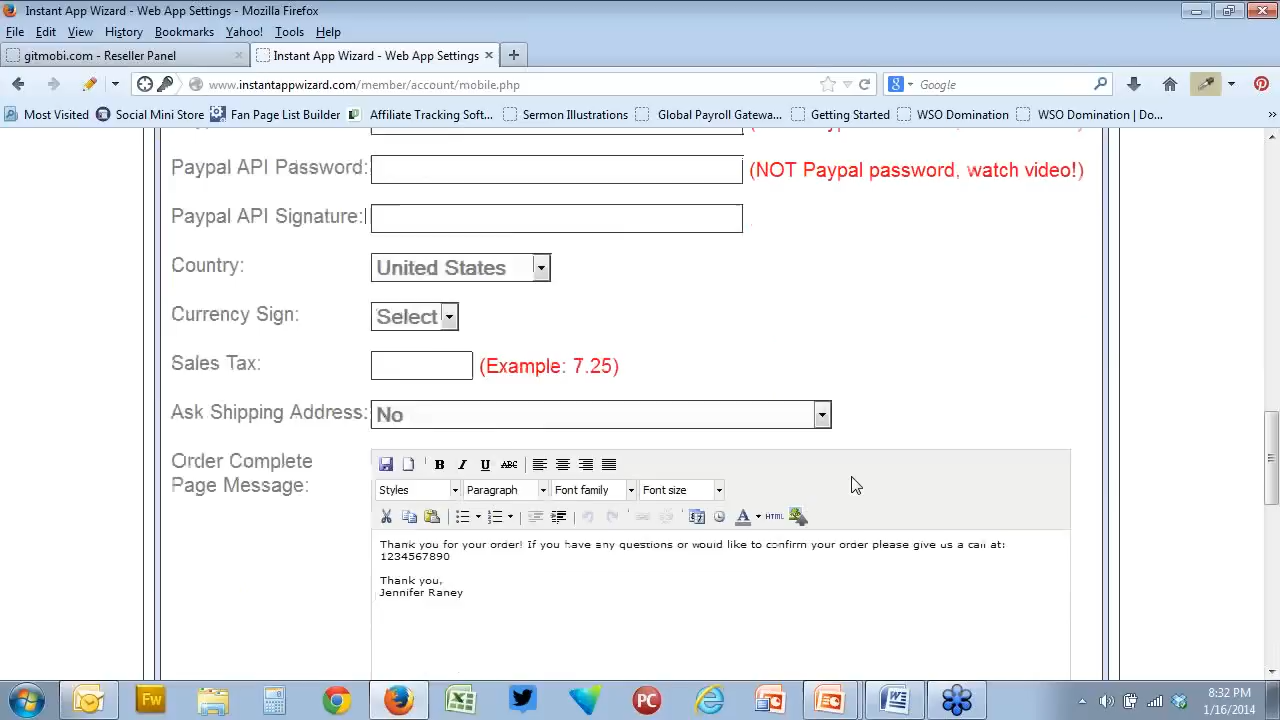 Instant App Wizard - Web App Settings - Mozilla Firefox
File Edit View History Bookmarks Yahoo! Tools Help
gitmobi.com - Reseller Panel
Instant App Wizard - Web App Settings
www.instantappwizard.com/member/account/mobile.php
Google
Most Visited Social Mini Store Fan Page List Builder Affiliate Tracking Soft... Sermon Illustrations Global Payroll Gatewa... Getting Started WSO Domination WSO Domination | Do...
Paypal API Password: (NOT Paypal password, watch video!)
Paypal API Signature:
Country: United States
Currency Sign: Select
Sales Tax: (Example: 7.25)
Ask Shipping Address: No
Order Complete
Page Message:
B I U ABC
Styles Paragraph Font family Font size
A HTML
Thank you for your order! If you have any questions or would like to confirm your order please give us a call at:
1234567890
Thank you,
Jennifer Raney
Fw PC W
8:32 PM
1/16/2014